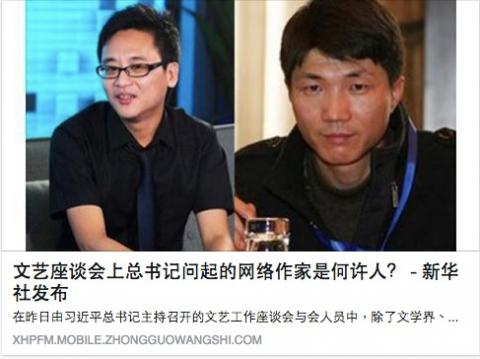 文艺座谈会上总书记问起的网络作家是何许人？ - 新华
社发布
在昨日由习近平总书记主持召开的文艺工作座谈会与会人员中，除了文学界、...
XHPFM.MOBILE.ZHONGGUOWANGSHI.COM